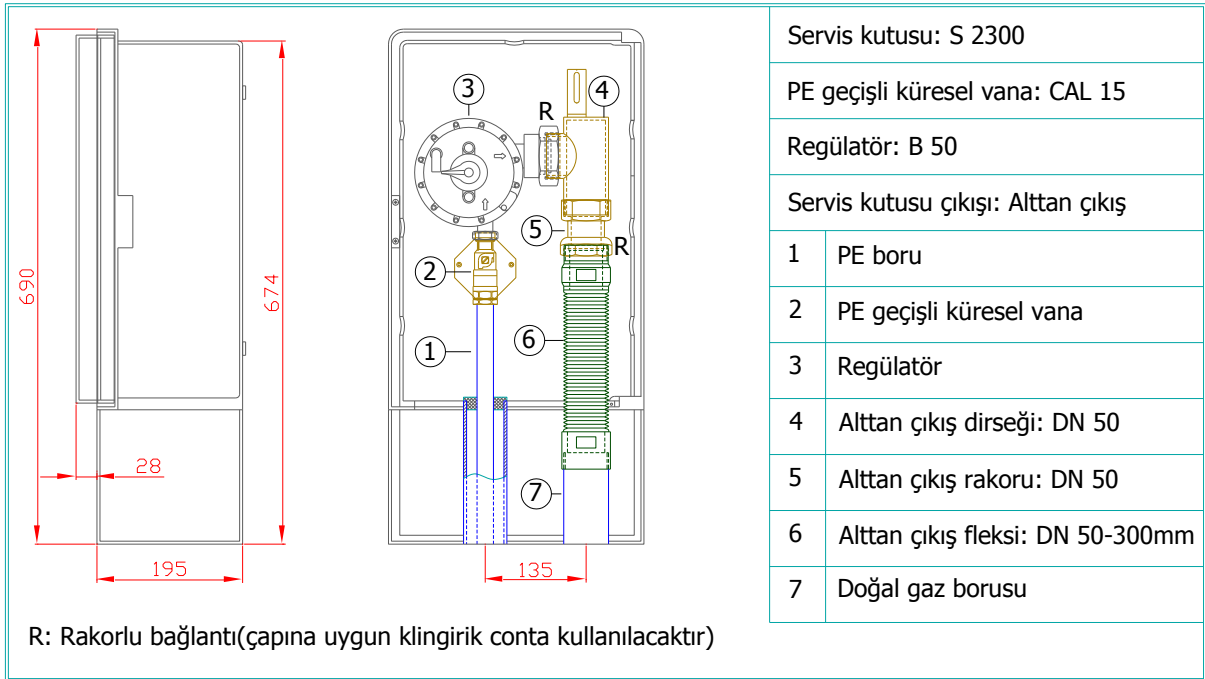 Servis kutusu: S 2300
PE geçişli küresel vana: CAL 15
Regülatör: B 50
Servis kutusu çıkışı: Alttan çıkış
1 PE boru
2 PE geçişli küresel vana
3 Regülatör
4 Alttan çıkış dirseği: DN 50
5 Alttan çıkış rakoru: DN 50
6 Alttan çıkış fleksi: DN 50-300mm
7 Doğal gaz borusu
690
674
28
195
3
R
4
5
R
2
1
6
7
135
R: Rakorlu bağlantı(çapına uygun klingirik conta kullanılacaktır)